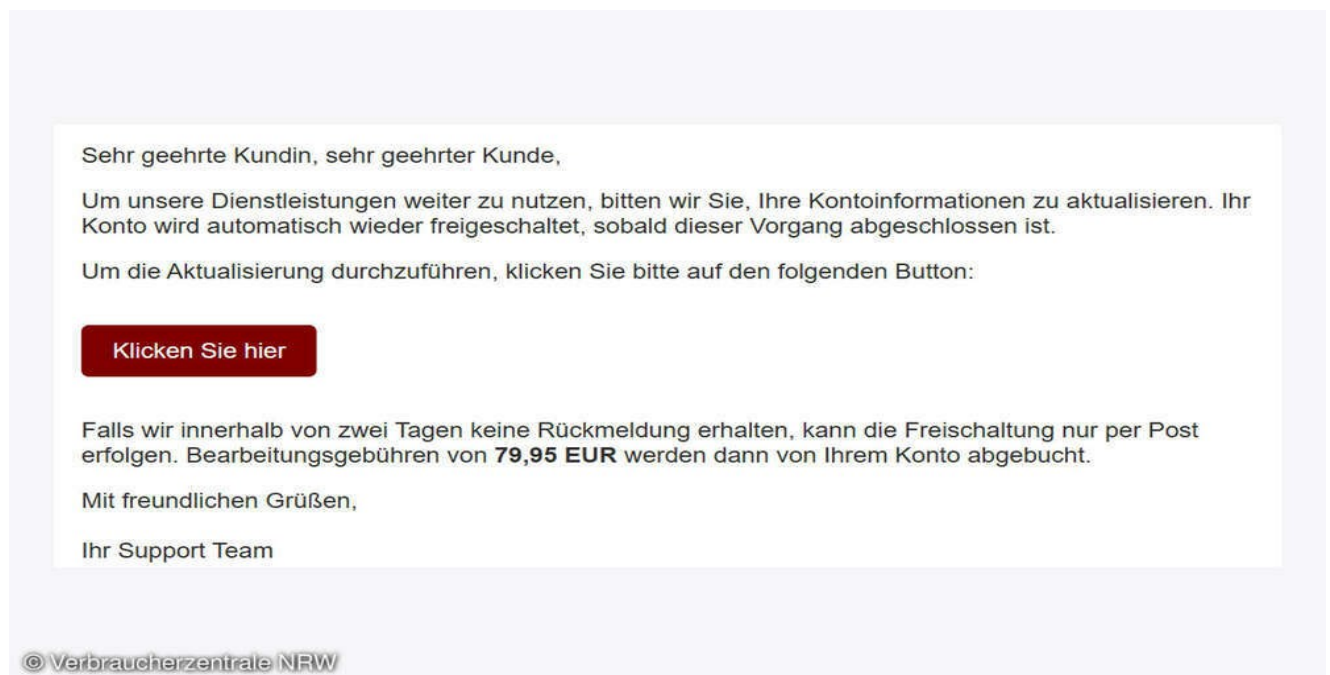 Sehr geehrte Kundin, sehr geehrter Kunde,
Um unsere Dienstleistungen weiter zu nutzen, bitten wir Sie, Ihre Kontoinformationen zu aktualisieren. Ihr
Konto wird automatisch wieder freigeschaltet, sobald dieser Vorgang abgeschlossen ist.
Um die Aktualisierung durchzuführen, klicken Sie bitte auf den folgenden Button:
Klicken Sie hier
Falls wir innerhalb von zwei Tagen keine Rückmeldung erhalten, kann die Freischaltung nur per Post
erfolgen. Bearbeitungsgebühren von 79,95 EUR werden dann von Ihrem Konto abgebucht.
Mit freundlichen Grüßen,
Ihr Support Team
© Verbraucherzentrale NRW